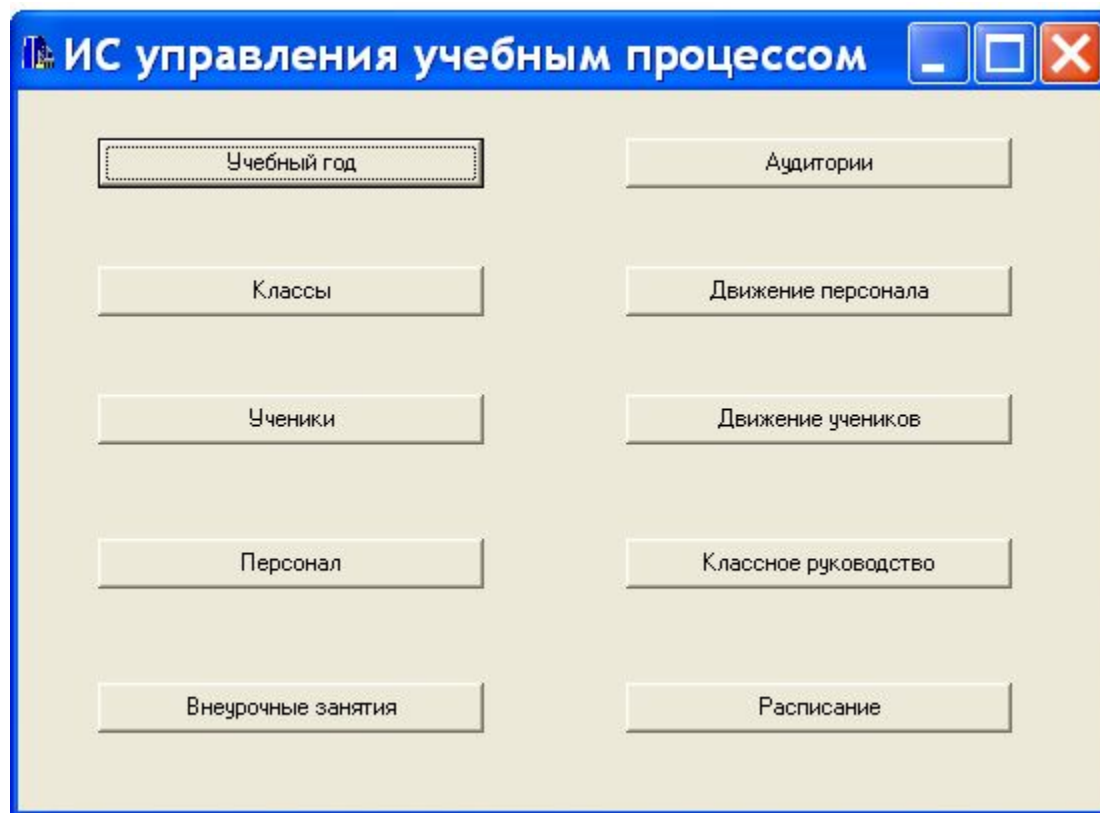 ИС управления учебным процессом
Учебный год
Аудитории
Классы
Движение персонала
Ученики
Движение учеников
Персонал
Классное руководство
Внеурочные занятия
Расписание